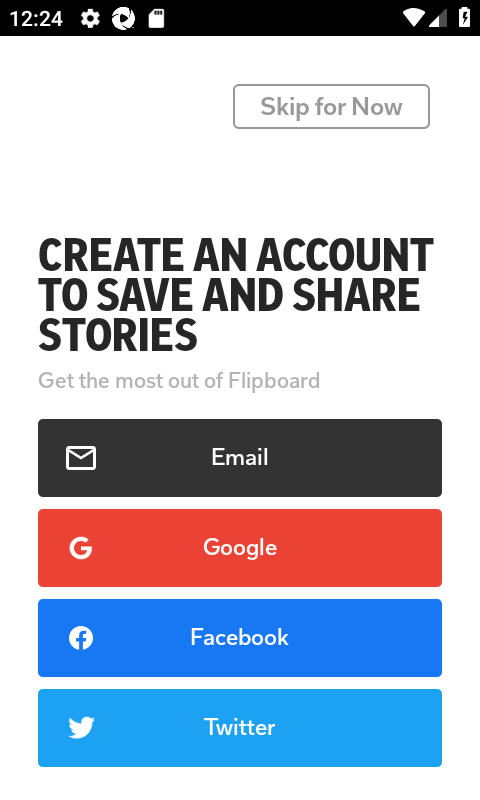 12:24
Skip for Now
CREATE AN ACCOUNT
TO SAVE AND SHARE
STORIES
Get the most out of Flipboard
Email
Google
Facebook
Twitter